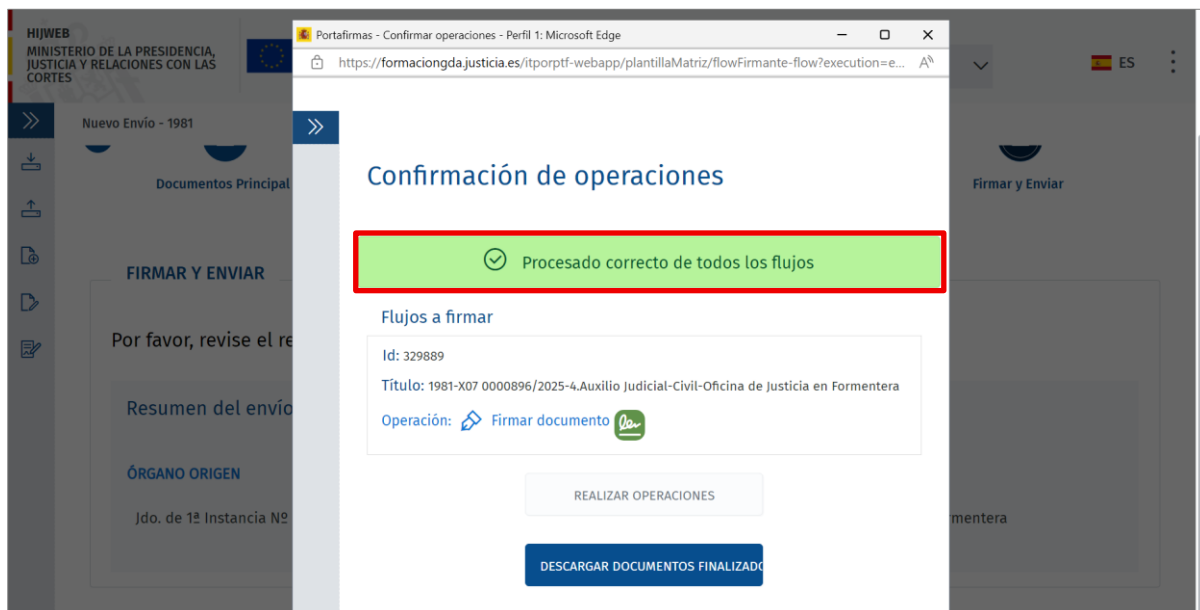 HIJWEB
MINISTERIO DE LA PRESIDENCIA,
JUSTICIA Y RELACIONES CON LAS
CORTES
ES
Nuevo Envío - 1981
Documentos Principal
Firmar y Enviar
FIRMAR Y ENVIAR
Por favor, revise el re
Resumen del envío
ÓRGANO ORIGEN
Jdo. de 1ª Instancia Nº
mentera
Portafirmas - Confirmar operaciones - Perfil 1: Microsoft Edge
https://formaciongda.justicia.es/itporptf-webapp/plantillaMatriz/flowFirmante-flow?execution=e...
Confirmación de operaciones
Procesado correcto de todos los flujos
Flujos a firmar
Id: 329889
Título: 1981-X07 0000896/2025-4.Auxilio Judicial-Civil-Oficina de Justicia en Formentera
Operación: Firmar documento
REALIZAR OPERACIONES
DESCARGAR DOCUMENTOS FINALIZADO